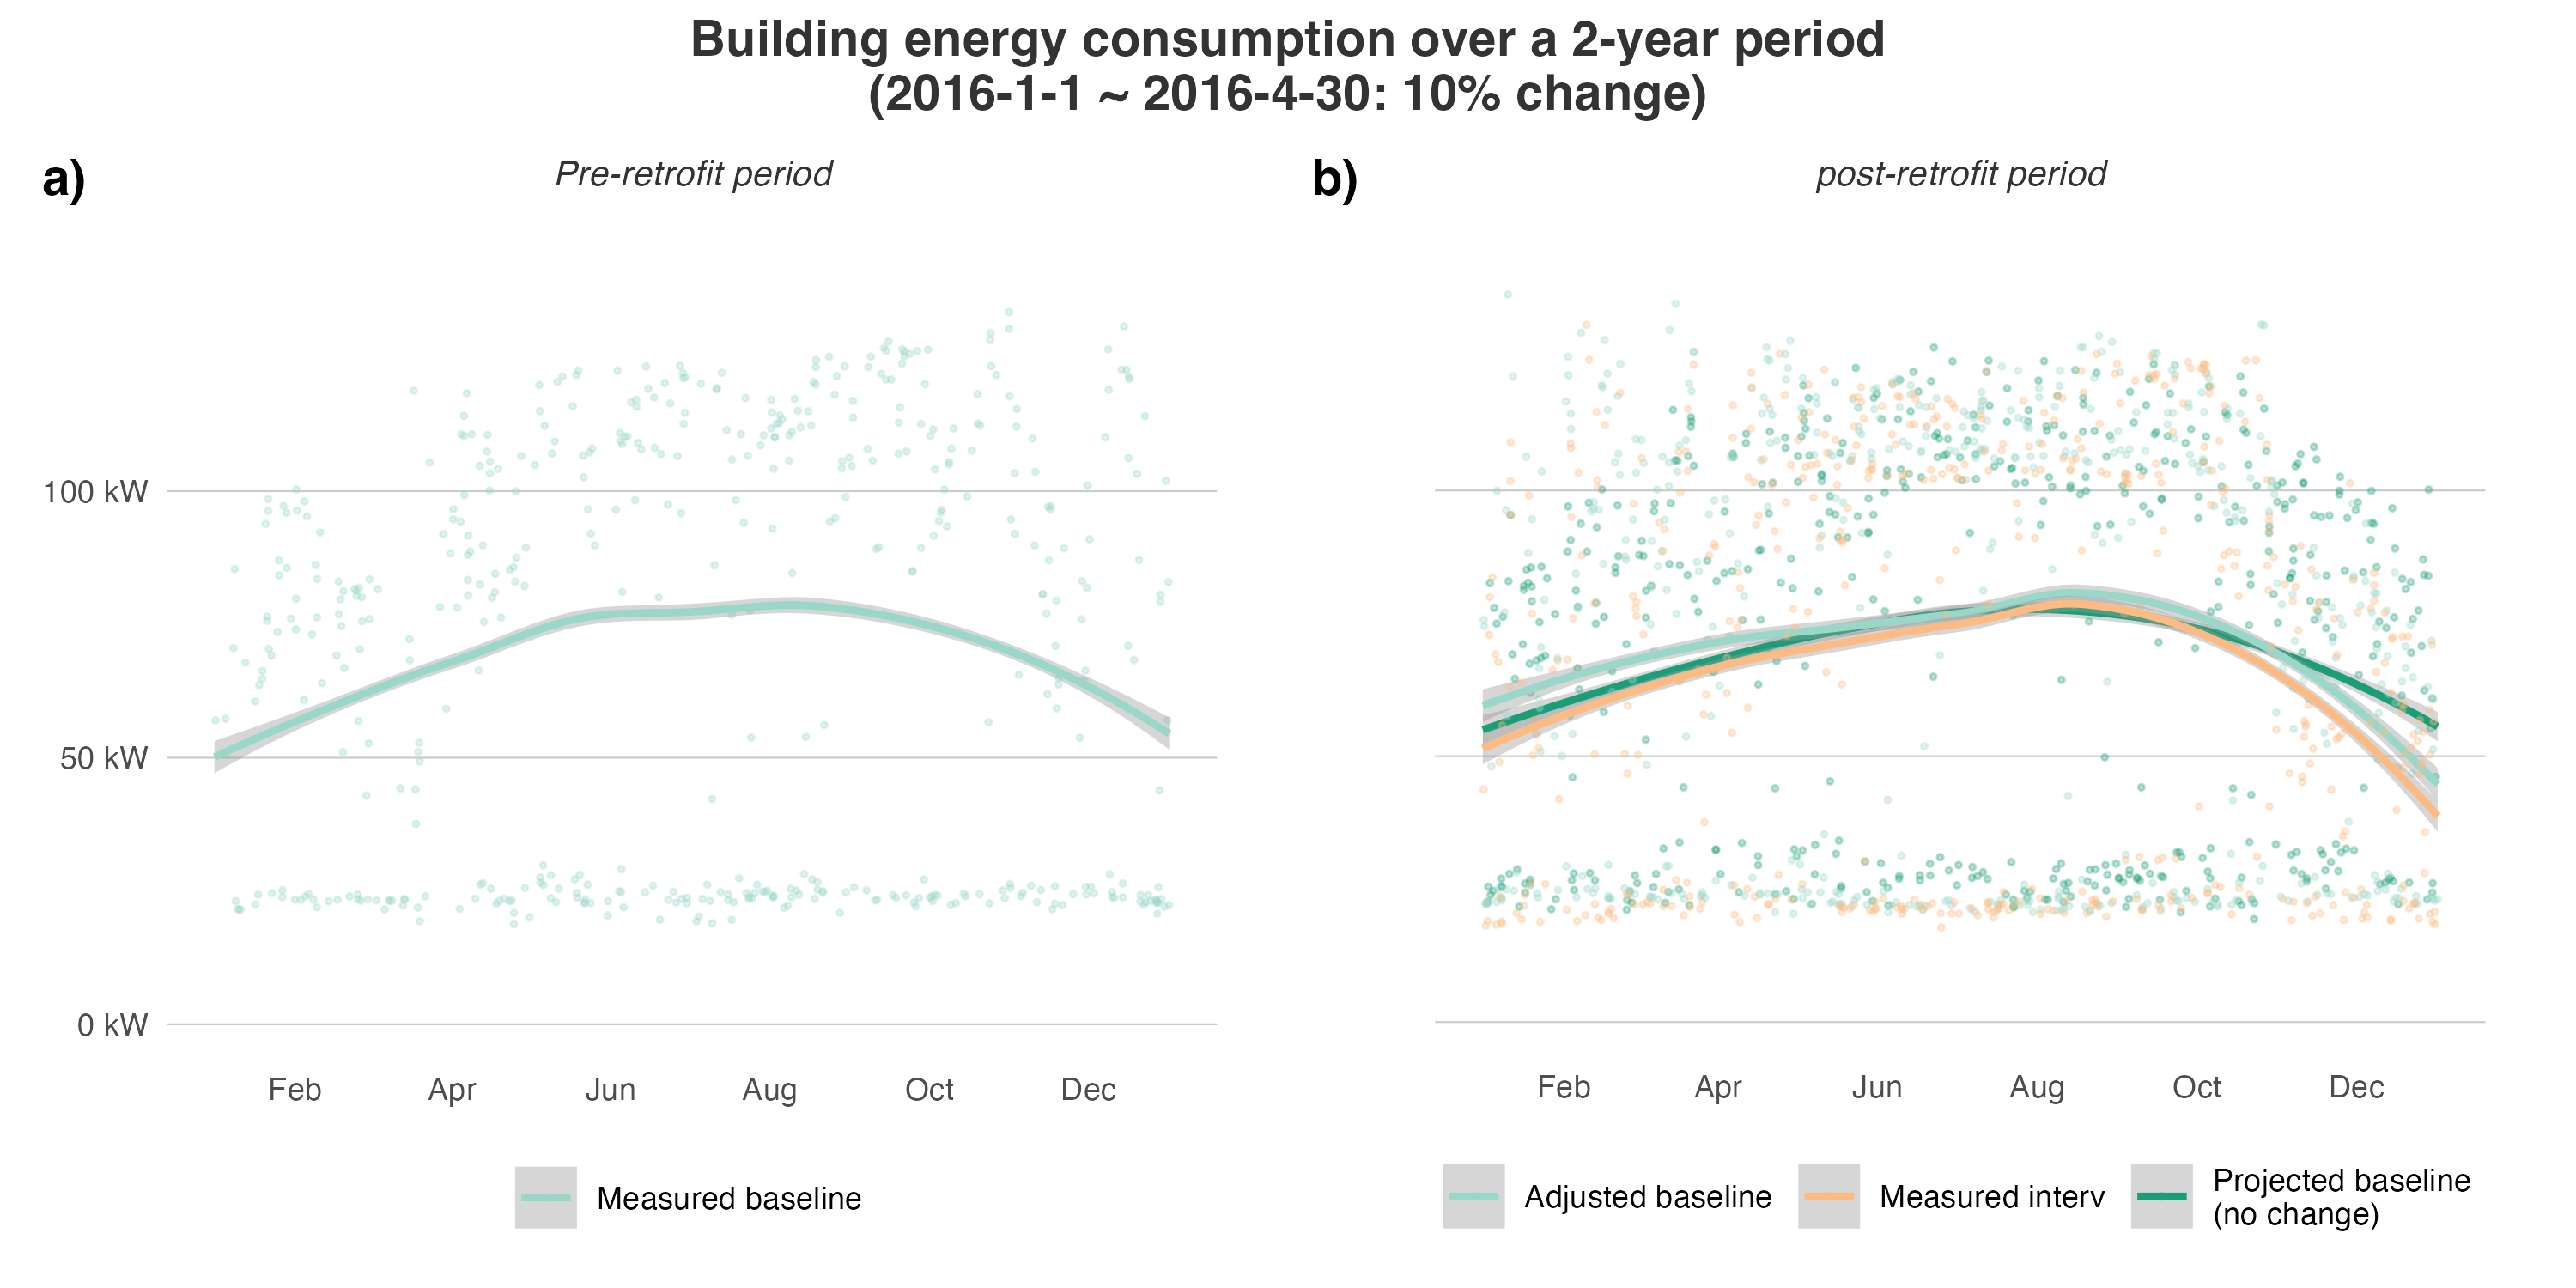 Building energy consumption over a 2-year period
(2016-1-1 ~ 2016-4-30: 10% change)
a)
Pre-retrofit period
b)
post-retrofit period
100 kW
50 kW
0 kW
Feb Apr Jun Aug Oct Dec
Feb Apr Jun Aug Oct Dec
Measured baseline
Adjusted baseline
Measured interv
Projected baseline
(no change)